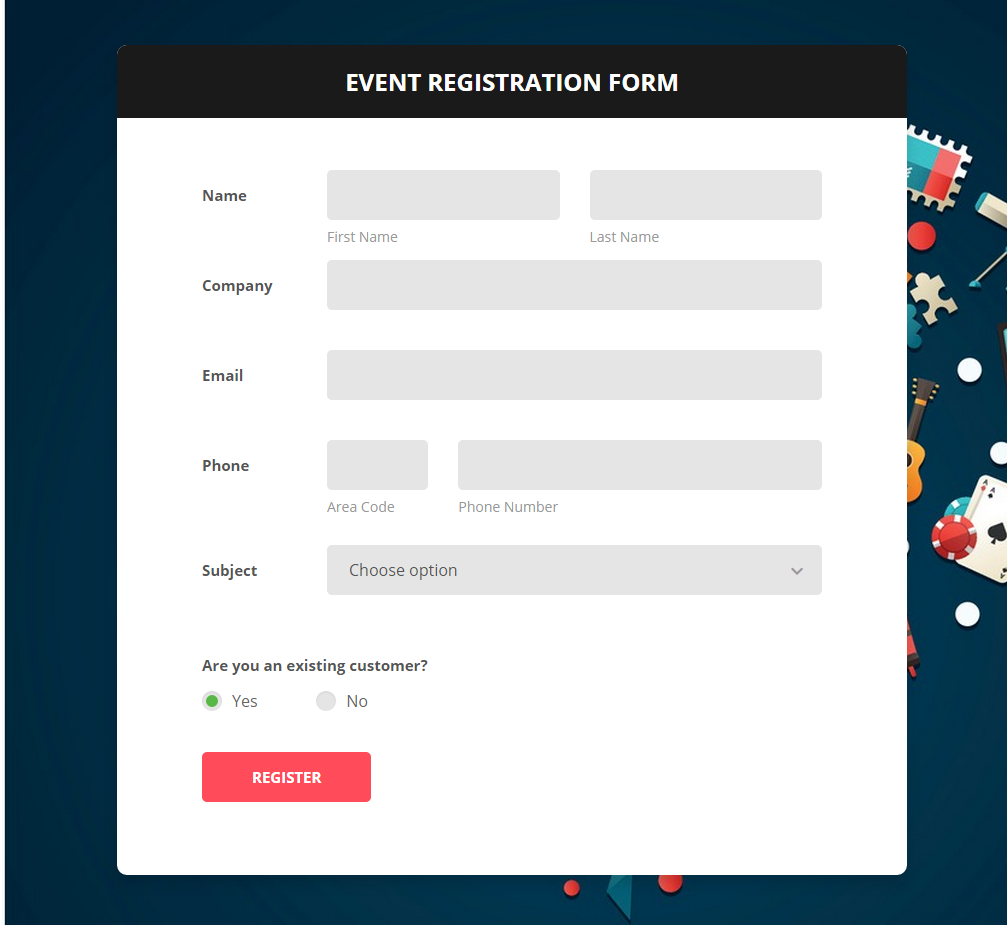 EVENT REGISTRATION FORM
Name
First Name
Last Name
Company
Email
Phone
Area Code
Phone Number
Subject
Choose option
Are you an existing customer?
Yes
No
REGISTER
A
A